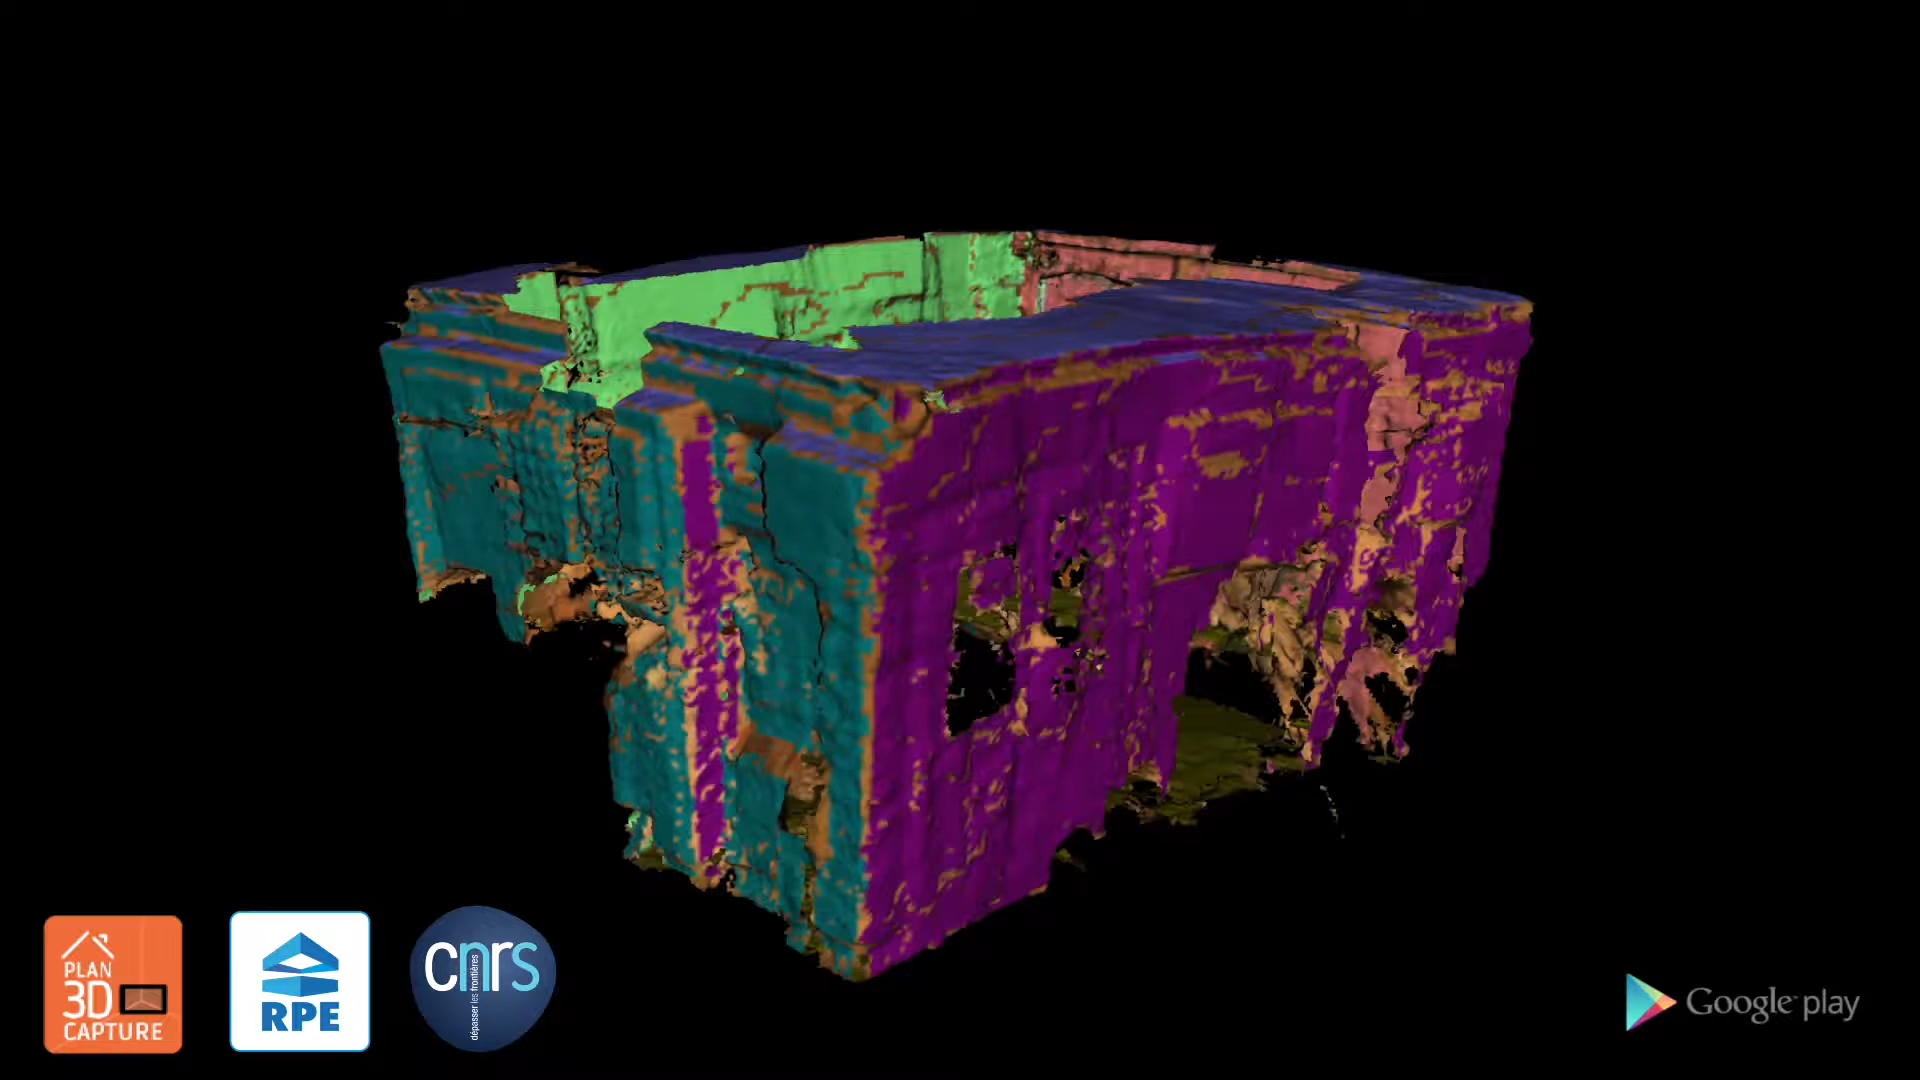 PLAN
3D
CAPTURE
RPE
cnrs
dépasser les frontières
Google play